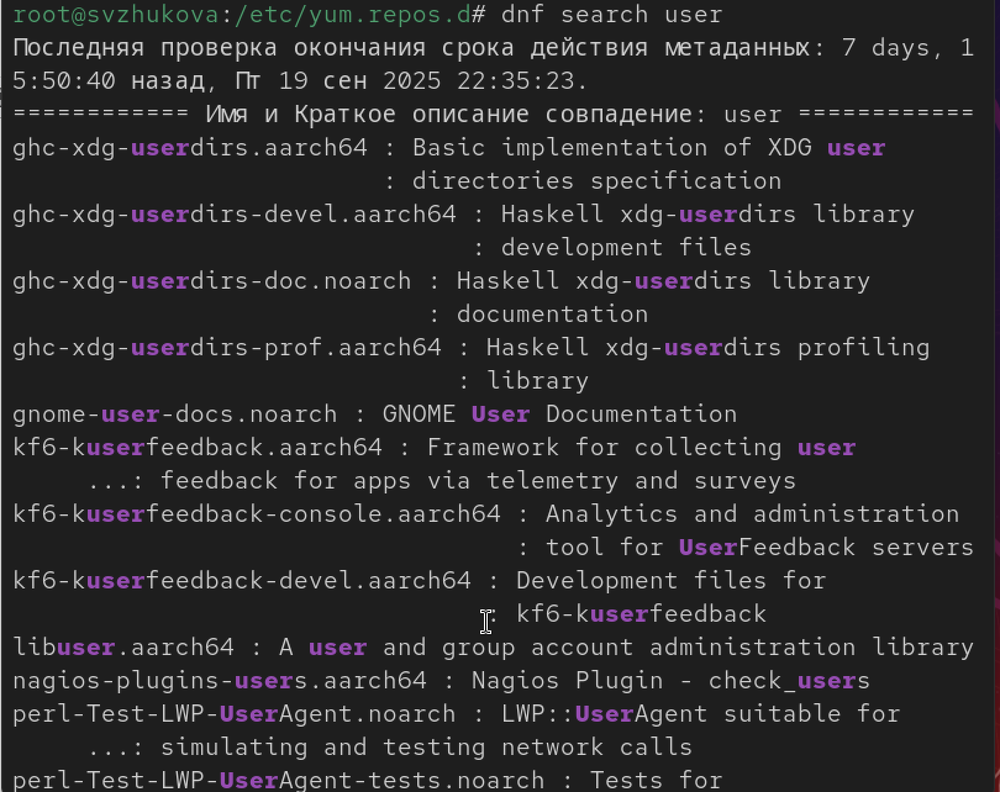 root@svzhukova:/etc/yum.repos.d# dnf search user
Последняя проверка окончания срока действия метаданных: 7 days, 1
5:50:40 назад, Пт 19 сен 2025 22:35:23.
============ Имя и Краткое описание совпадение: user ============
ghc-xdg-userdirs.aarch64 : Basic implementation of XDG user
                         : directories specification
ghc-xdg-userdirs-devel.aarch64 : Haskell xdg-userdirs library
                               : development files
ghc-xdg-userdirs-doc.noarch : Haskell xdg-userdirs library
                            : documentation
ghc-xdg-userdirs-prof.aarch64 : Haskell xdg-userdirs profiling
                              : library
gnome-user-docs.noarch : GNOME User Documentation
kf6-kuserfeedback.aarch64 : Framework for collecting user
     ...: feedback for apps via telemetry and surveys
kf6-kuserfeedback-console.aarch64 : Analytics and administration
                                  : tool for UserFeedback servers
kf6-kuserfeedback-devel.aarch64 : Development files for
                                : kf6-kuserfeedback
libuser.aarch64 : A user and group account administration library
nagios-plugins-users.aarch64 : Nagios Plugin - check_users
perl-Test-LWP-UserAgent.noarch : LWP::UserAgent suitable for
     ...: simulating and testing network calls
perl-Test-LWP-UserAgent-tests.noarch : Tests for